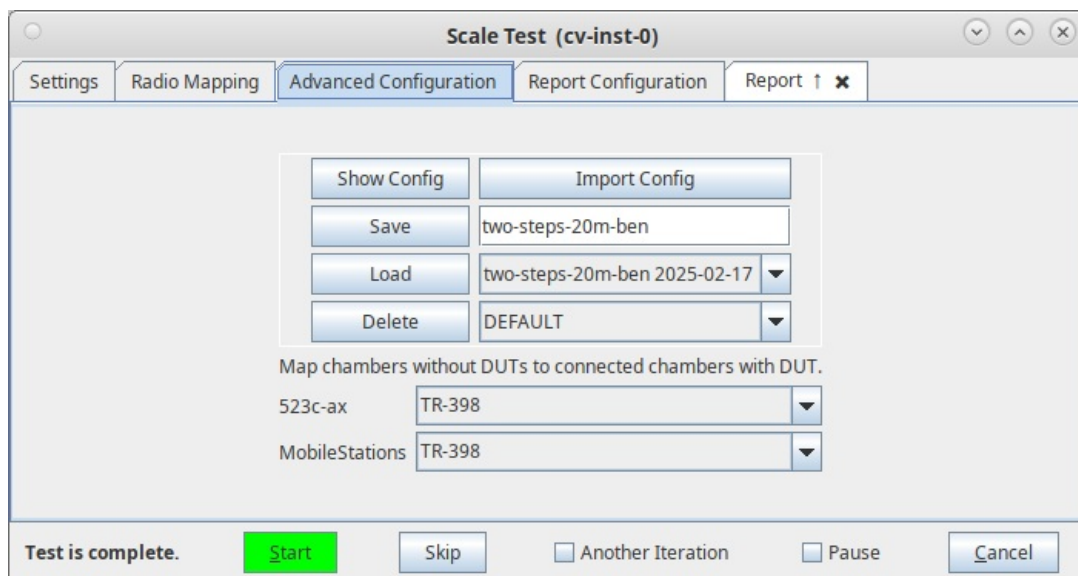 Scale Test (cv-inst-0)
Settings Radio Mapping Advanced Configuration Report Configuration Report ↑ ✖
Show Config Import Config
Save two-steps-20m-ben
Load two-steps-20m-ben 2025-02-17
Delete DEFAULT
Map chambers without DUTs to connected chambers with DUT.
523c-ax TR-398
MobileStations TR-398
Test is complete. Start Skip Another Iteration Pause Cancel